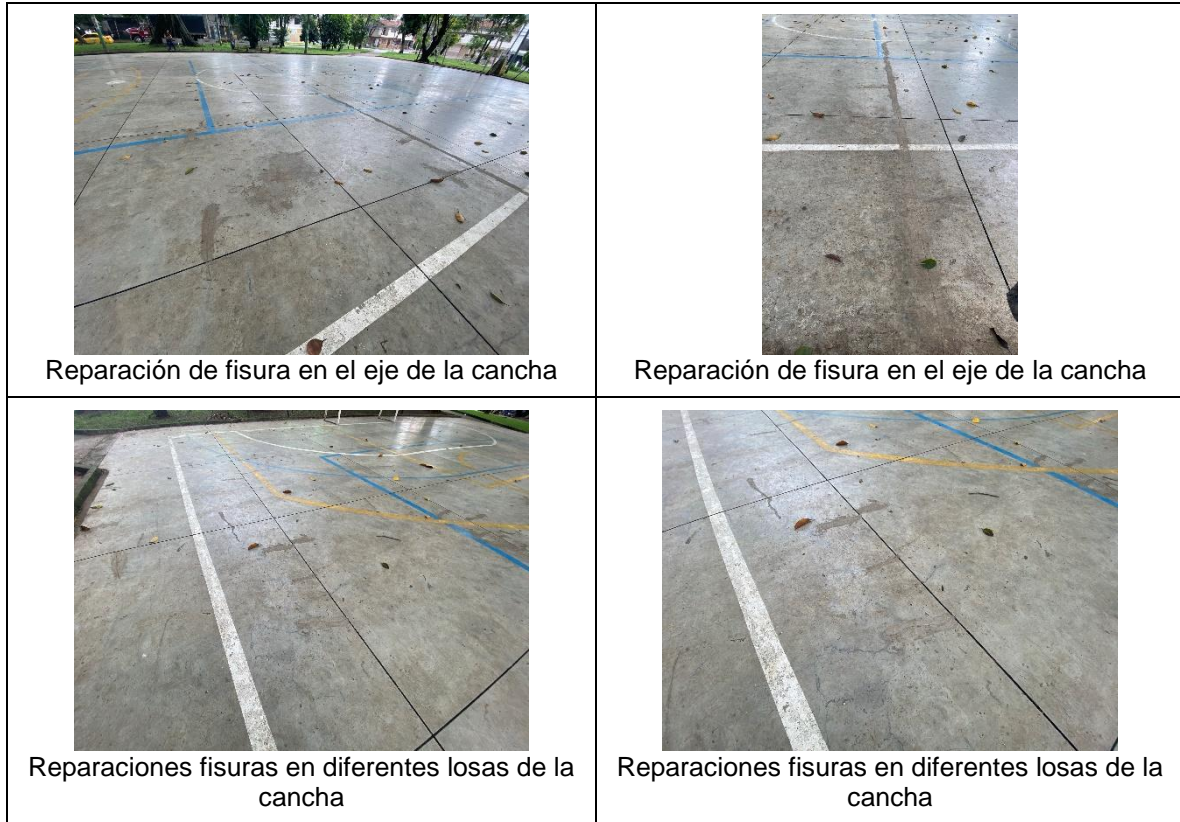 Reparación de fisura en el eje de la cancha
Reparación de fisura en el eje de la cancha
Reparaciones fisuras en diferentes losas de la
cancha
Reparaciones fisuras en diferentes losas de la
cancha